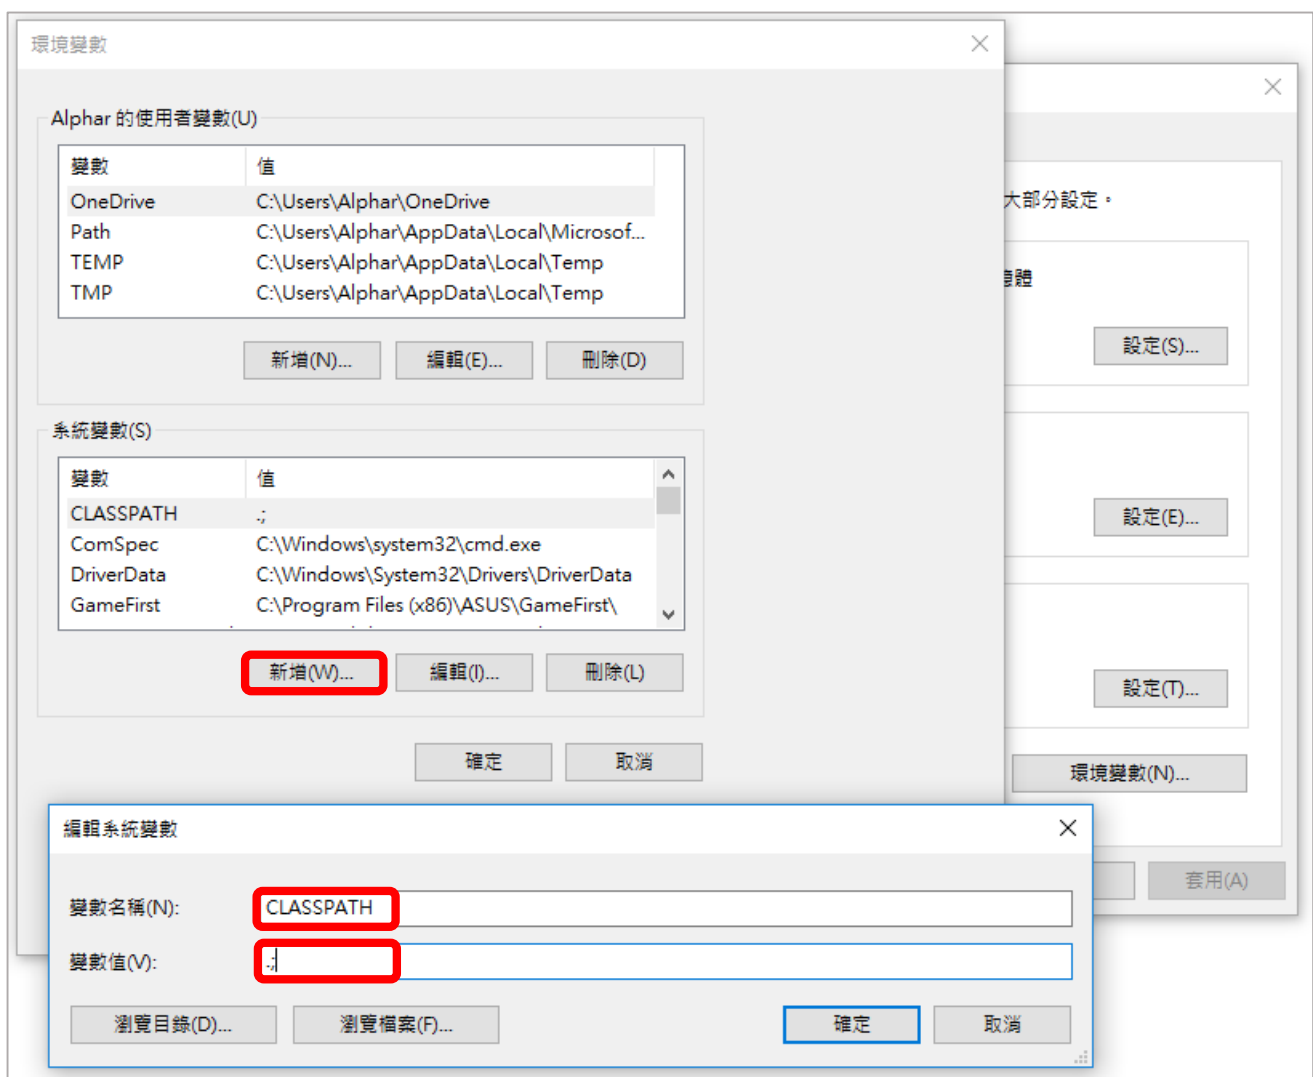 環境變數
Alphar 的使用者變數(U)
變數 值
OneDrive C:\Users\Alphar\OneDrive
Path C:\Users\Alphar\AppData\Local\Microsof...
TEMP C:\Users\Alphar\AppData\Local\Temp
TMP C:\Users\Alphar\AppData\Local\Temp
新增(N)... 編輯(E)... 刪除(D)
系統變數(S)
變數 值
CLASSPATH .;
ComSpec C:\Windows\system32\cmd.exe
DriverData C:\Windows\System32\Drivers\DriverData
GameFirst C:\Program Files (x86)\ASUS\GameFirst\
新增(W)... 編輯(I)... 刪除(L)
確定 取消
大部分設定。
憶體
設定(S)...
設定(E)...
設定(T)...
環境變數(N)...
套用(A)
編輯系統變數
變數名稱(N): CLASSPATH
變數值(V): .;
瀏覽目錄(D)... 瀏覽檔案(F)... 確定 取消